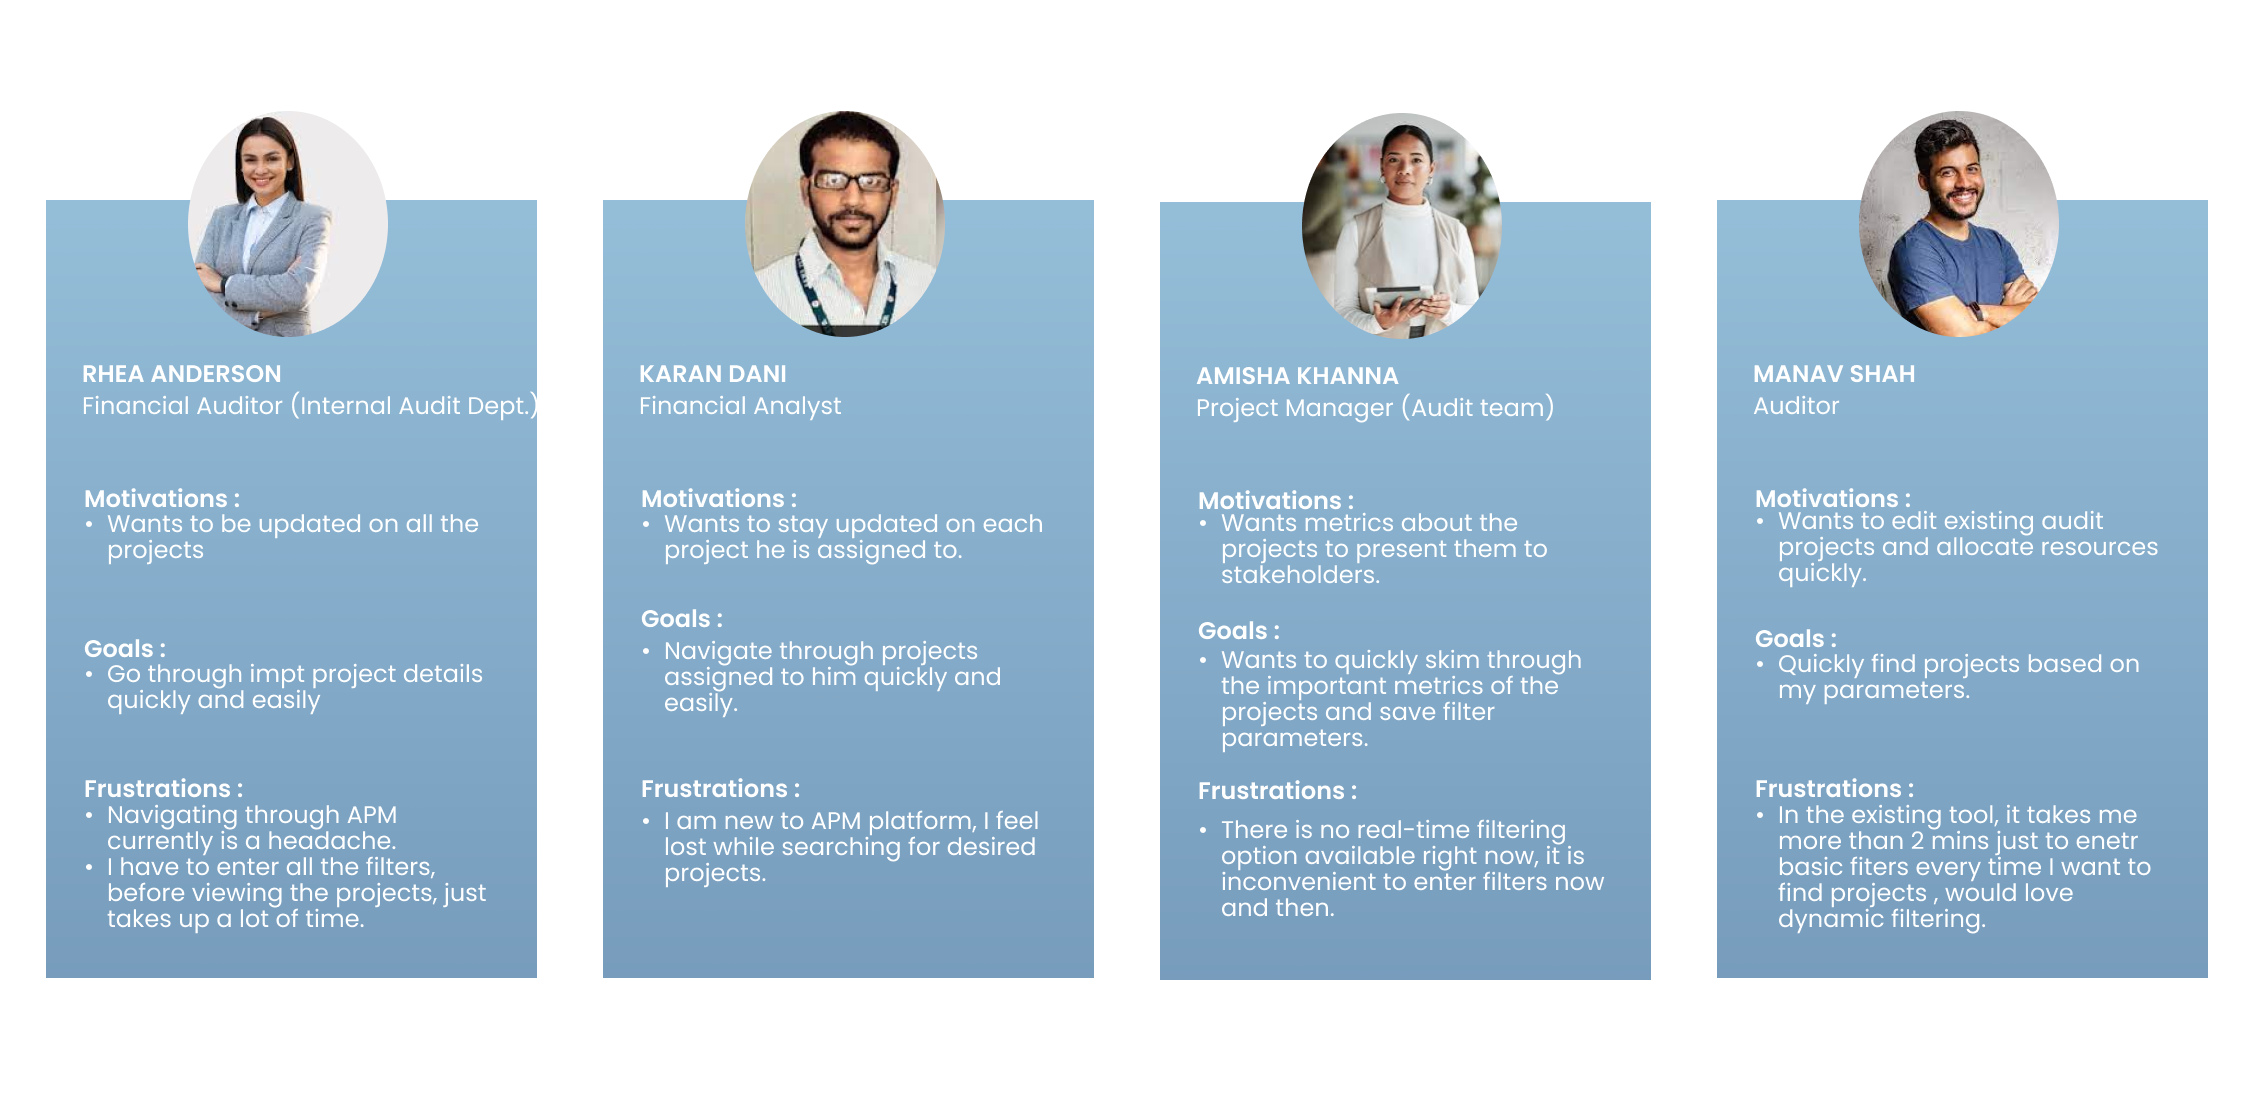 RHEA ANDERSON
Financial Auditor (Internal Audit Dept.)
Motivations :
• Wants to be updated on all the
projects
Goals :
• Go through impt project details
quickly and easily
Frustrations :
• Navigating through APM
currently is a headache.
• I have to enter all the filters,
before viewing the projects, just
takes up a lot of time.
KARAN DANI
Financial Analyst
Motivations :
• Wants to stay updated on each
project he is assigned to.
Goals :
• Navigate through projects
assigned to him quickly and
easily.
Frustrations :
• I am new to APM platform, I feel
lost while searching for desired
projects.
AMISHA KHANNA
Project Manager (Audit team)
Motivations :
• Wants metrics about the
projects to present them to
stakeholders.
Goals :
• Wants to quickly skim through
the important metrics of the
projects and save filter
parameters.
Frustrations :
• There is no real-time filtering
option available right now, it is
inconvenient to enter filters now
and then.
MANAV SHAH
Auditor
Motivations :
• Wants to edit existing audit
projects and allocate resources
quickly.
Goals :
• Quickly find projects based on
my parameters.
Frustrations :
• In the existing tool, it takes me
more than 2 mins just to enetr
basic fiters every time I want to
find projects , would love
dynamic filtering.